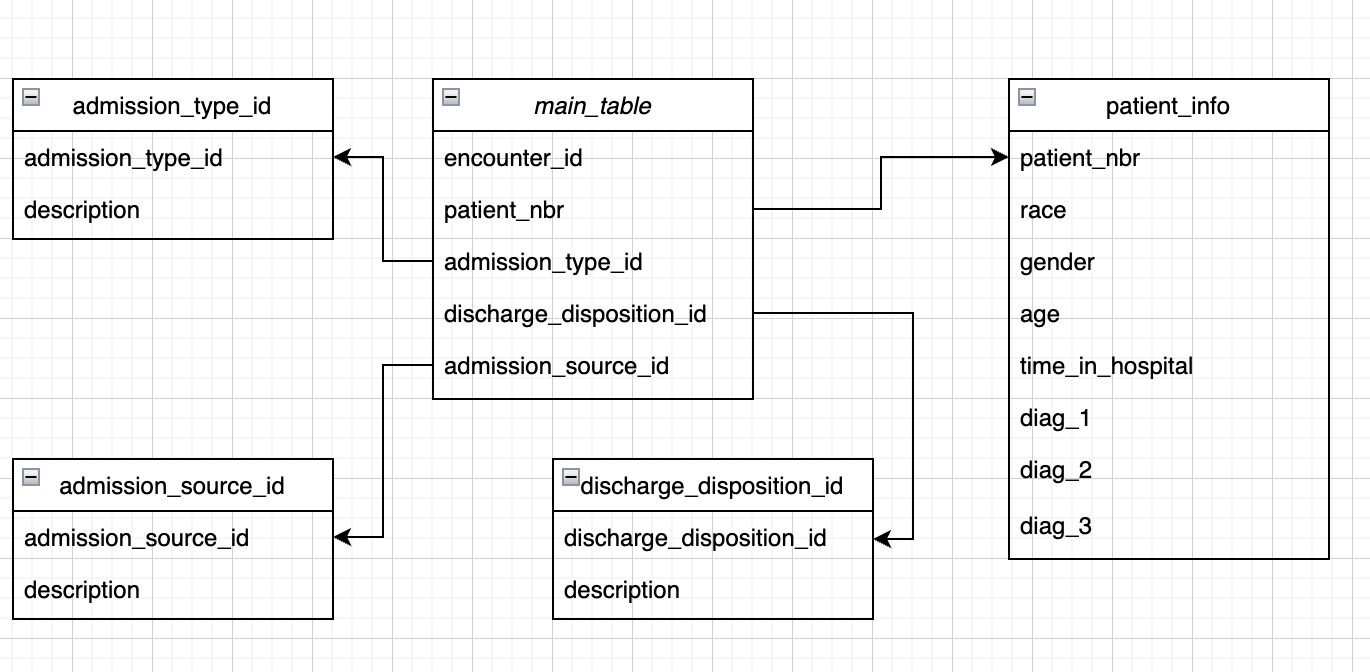 admission_type_id
admission_type_id
description
main_table
encounter_id
patient_nbr
admission_type_id
discharge_disposition_id
admission_source_id
patient_info
patient_nbr
race
gender
age
time_in_hospital
diag_1
diag_2
diag_3
admission_source_id
admission_source_id
description
discharge_disposition_id
discharge_disposition_id
description